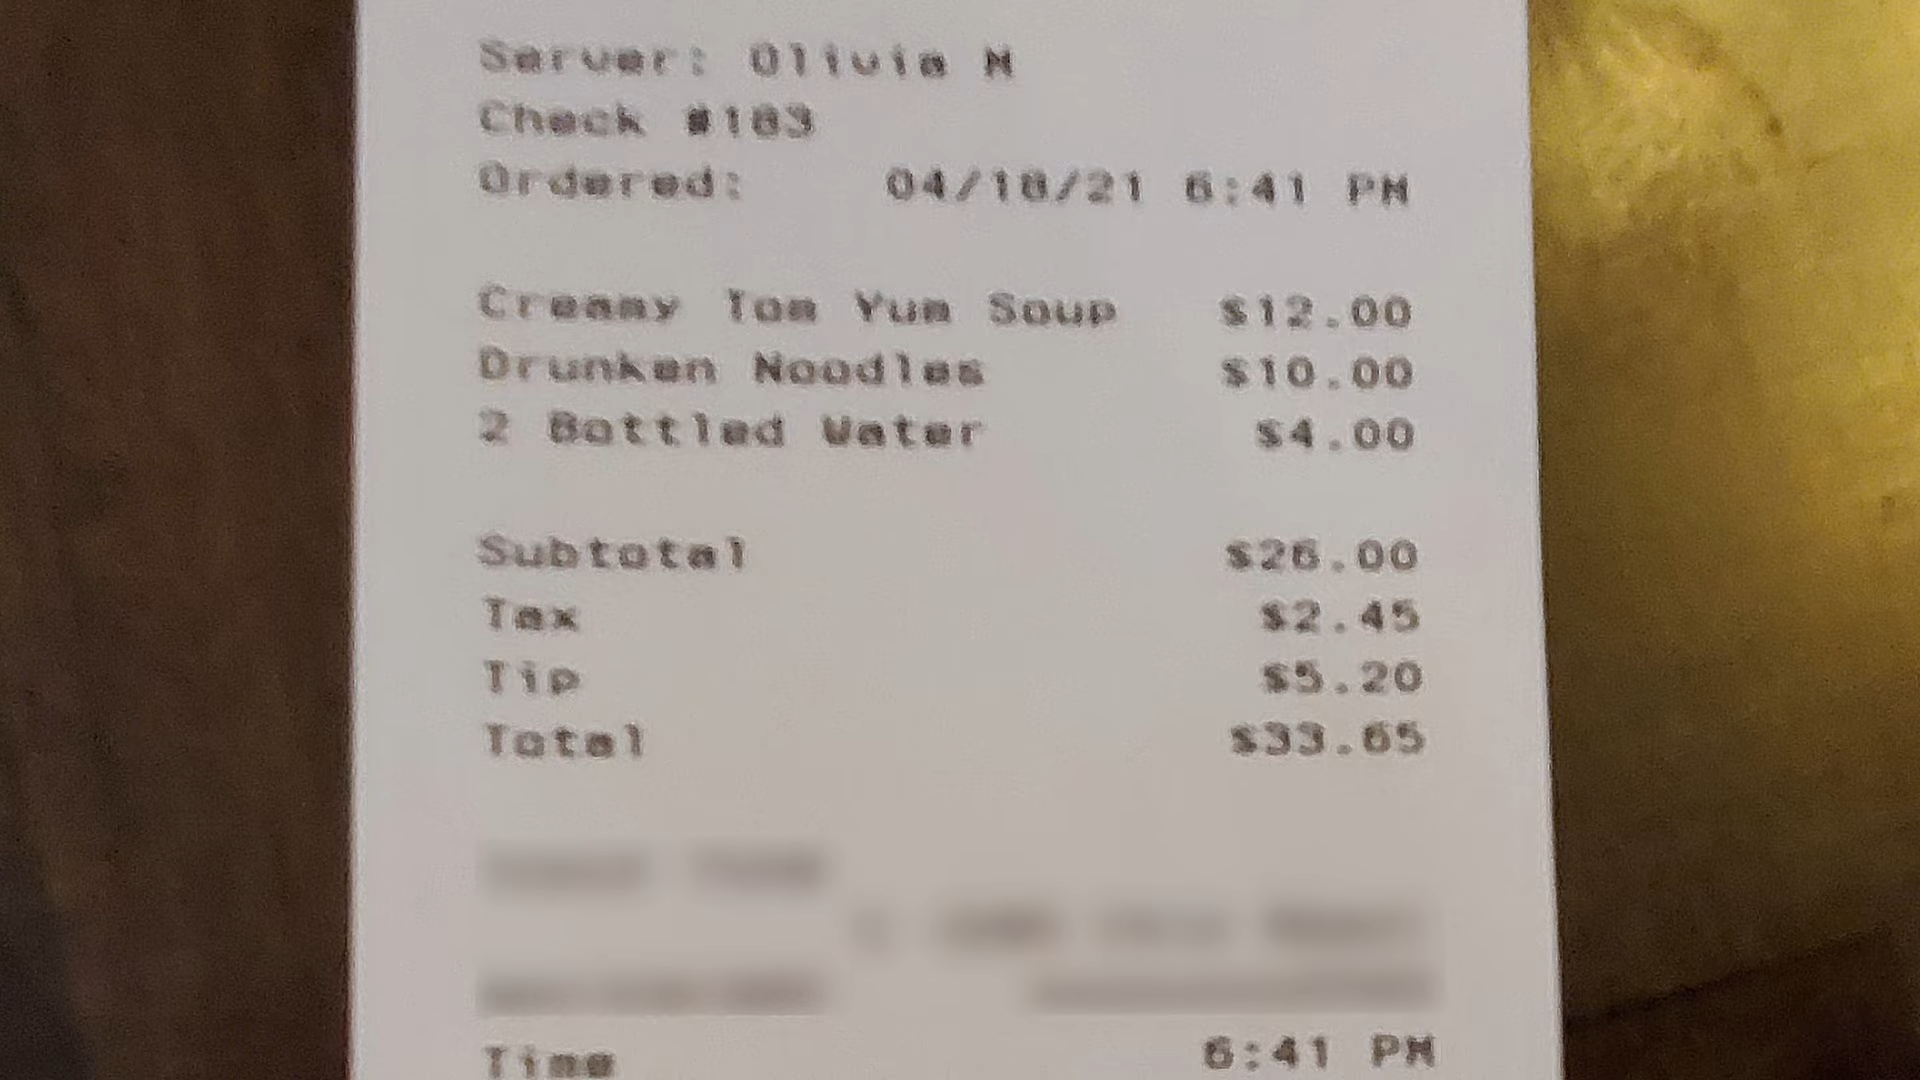 Server: Olivia N
Check #103
Ordered: 04/10/21 6:41 PM
Creamy Tom Yum Soup $12.00
Drunken Noodles $10.00
2 Bottled Water $4.00
Subtotal $26.00
Tax $2.45
Tip $5.20
Total $33.65
Time 6:41 PM